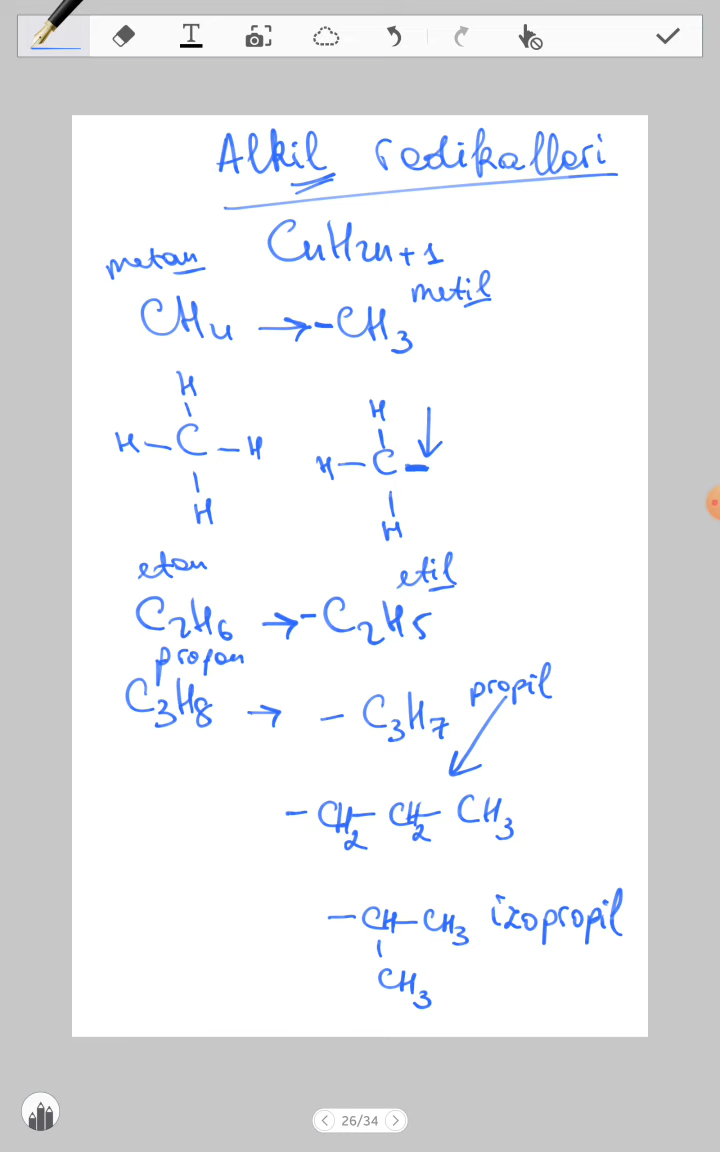 Alkil radikalleri
CnH2n+1
metan
metil
CH4 → -CH3
H H
H-C-H H-C-
H H
etan etil
C2H6 → -C2H5
propan propil
C3H8 → - C3H7
-CH2-CH2-CH3
-CH-CH3 izopropil
CH3
26/34